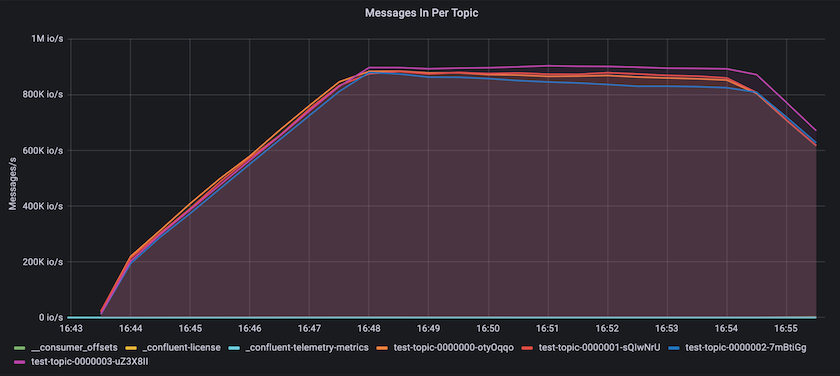 Messages In Per Topic
Messages/s
1M io/s
800K io/s
600K io/s
400K io/s
200K io/s
0 io/s
16:43 16:44 16:45 16:46 16:47 16:48 16:49 16:50 16:51 16:52 16:53 16:54 16:55
__consumer_offsets _confluent-license _confluent-telemetry-metrics test-topic-0000000-otyOqqo test-topic-0000001-sQlwNrU test-topic-0000002-7mBtiGg
test-topic-0000003-uZ3X8II